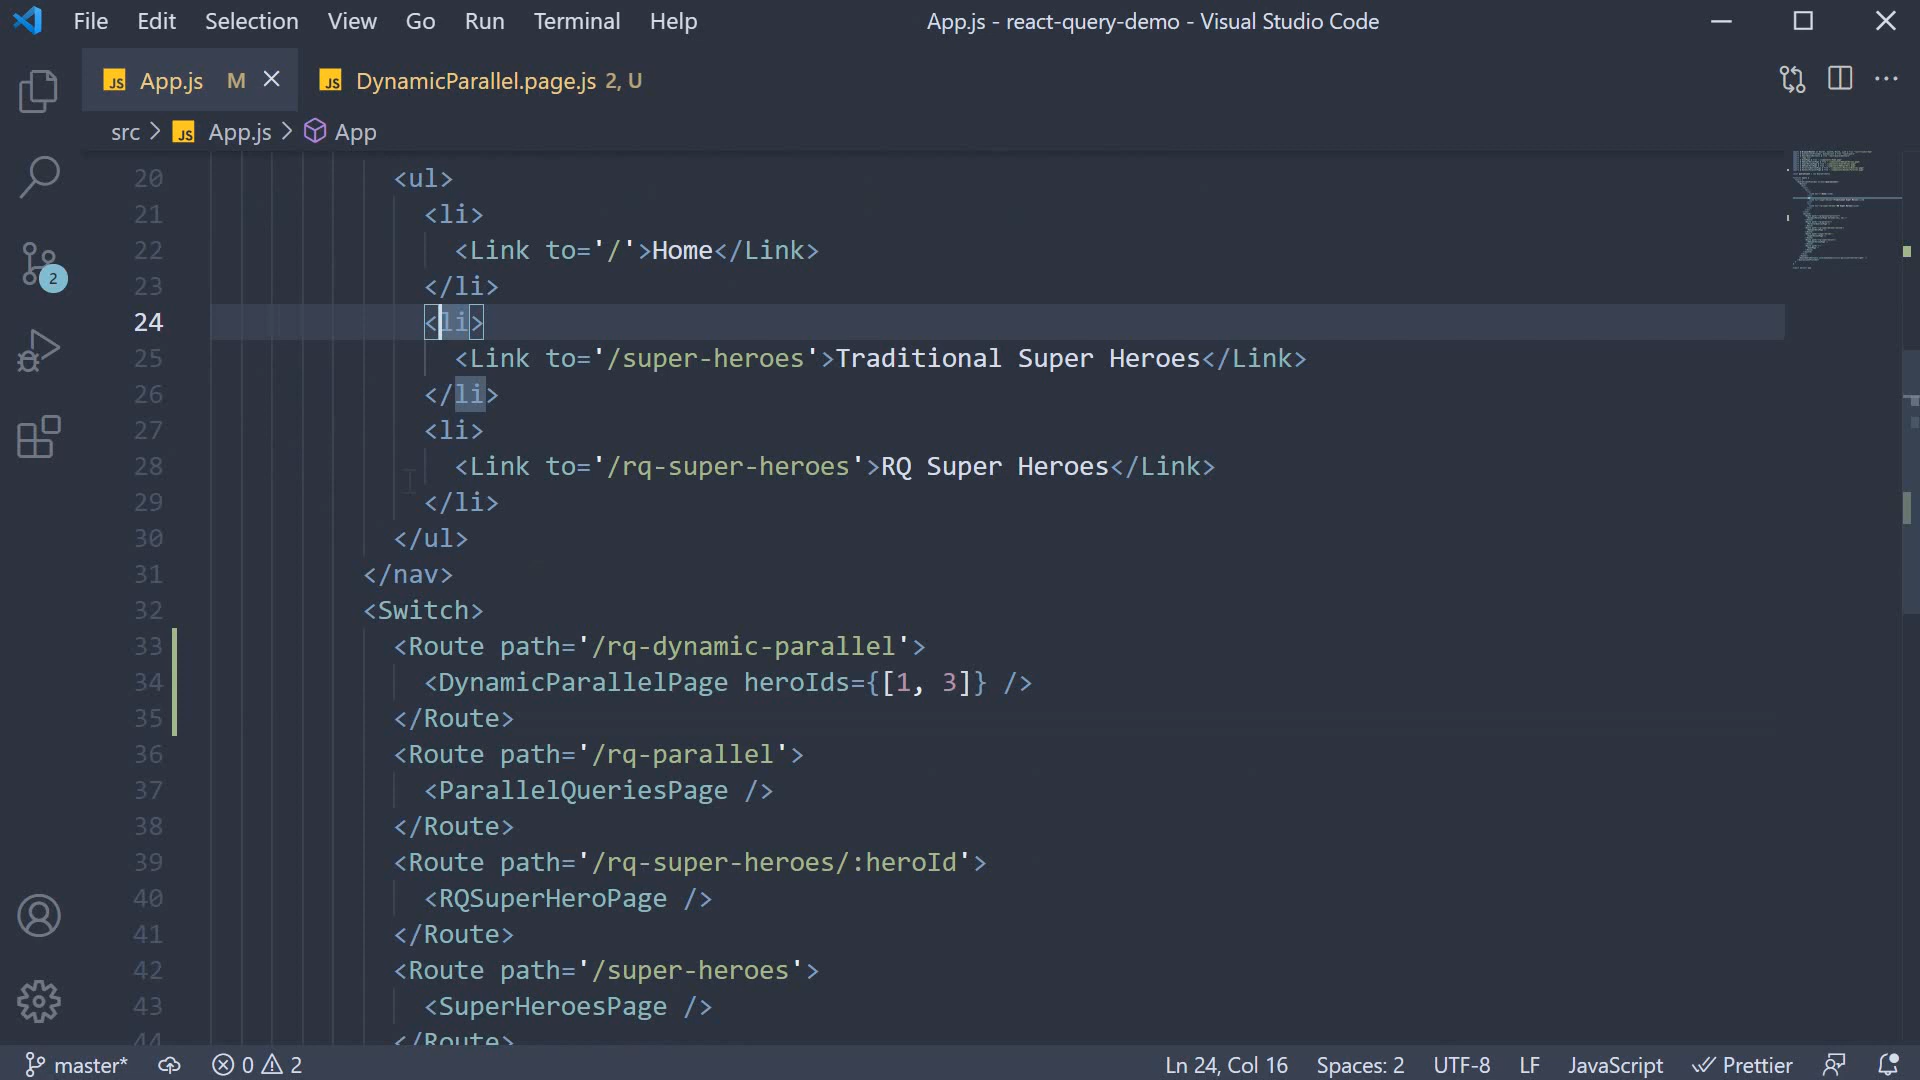 File Edit Selection View Go Run Terminal Help App.js - react-query-demo - Visual Studio Code
JS App.js M JS DynamicParallel.page.js 2, U
src > JS App.js > App
20 <ul>
21 <li>
22 <Link to='/'>Home</Link>
23 </li>
24 <li>
25 <Link to='/super-heroes'>Traditional Super Heroes</Link>
26 </li>
27 <li>
28 <Link to='/rq-super-heroes'>RQ Super Heroes</Link>
29 </li>
30 </ul>
31 </nav>
32 <Switch>
33 <Route path='/rq-dynamic-parallel'>
34 <DynamicParallelPage heroIds={[1, 3]} />
35 </Route>
36 <Route path='/rq-parallel'>
37 <ParallelQueriesPage />
38 </Route>
39 <Route path='/rq-super-heroes/:heroId'>
40 <RQSuperHeroPage />
41 </Route>
42 <Route path='/super-heroes'>
43 <SuperHeroesPage />
44 </Route>
2
master* 0 2 Ln 24, Col 16 Spaces: 2 UTF-8 LF JavaScript Prettier